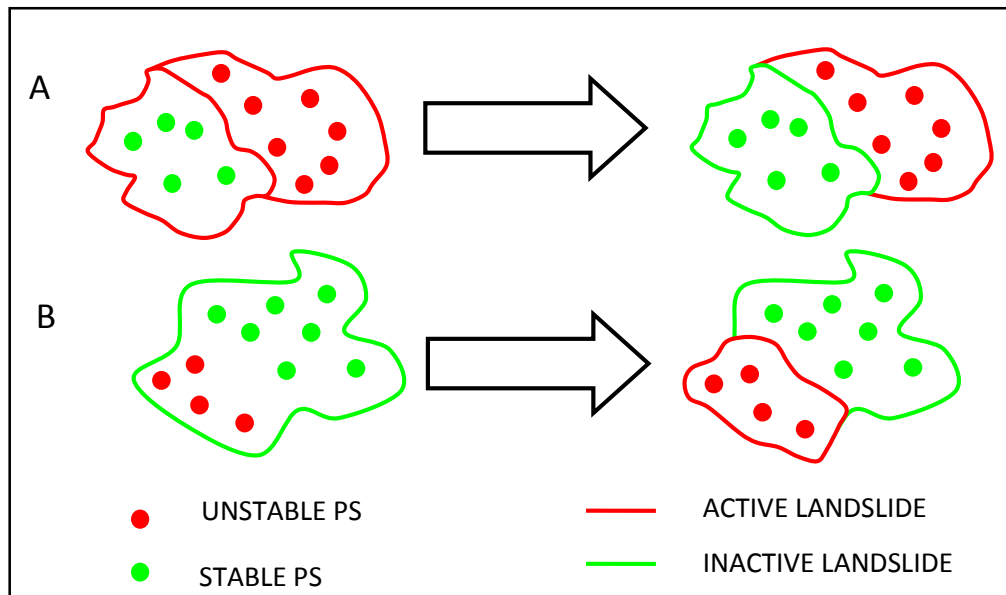 A
B
UNSTABLE PS
ACTIVE LANDSLIDE
STABLE PS
INACTIVE LANDSLIDE